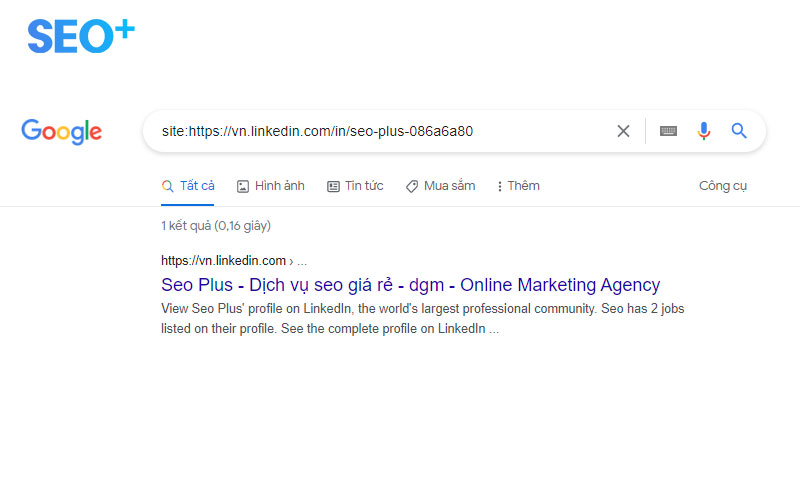 SEO+
Google
site:https://vn.linkedin.com/in/seo-plus-086a6a80
Tất cả Hình ảnh Tin tức Mua sắm Thêm Công cụ
1 kết quả (0,16 giây)
https://vn.linkedin.com › ...
Seo Plus - Dịch vụ seo giá rẻ - dgm - Online Marketing Agency
View Seo Plus' profile on LinkedIn, the world's largest professional community. Seo has 2 jobs
listed on their profile. See the complete profile on LinkedIn ...